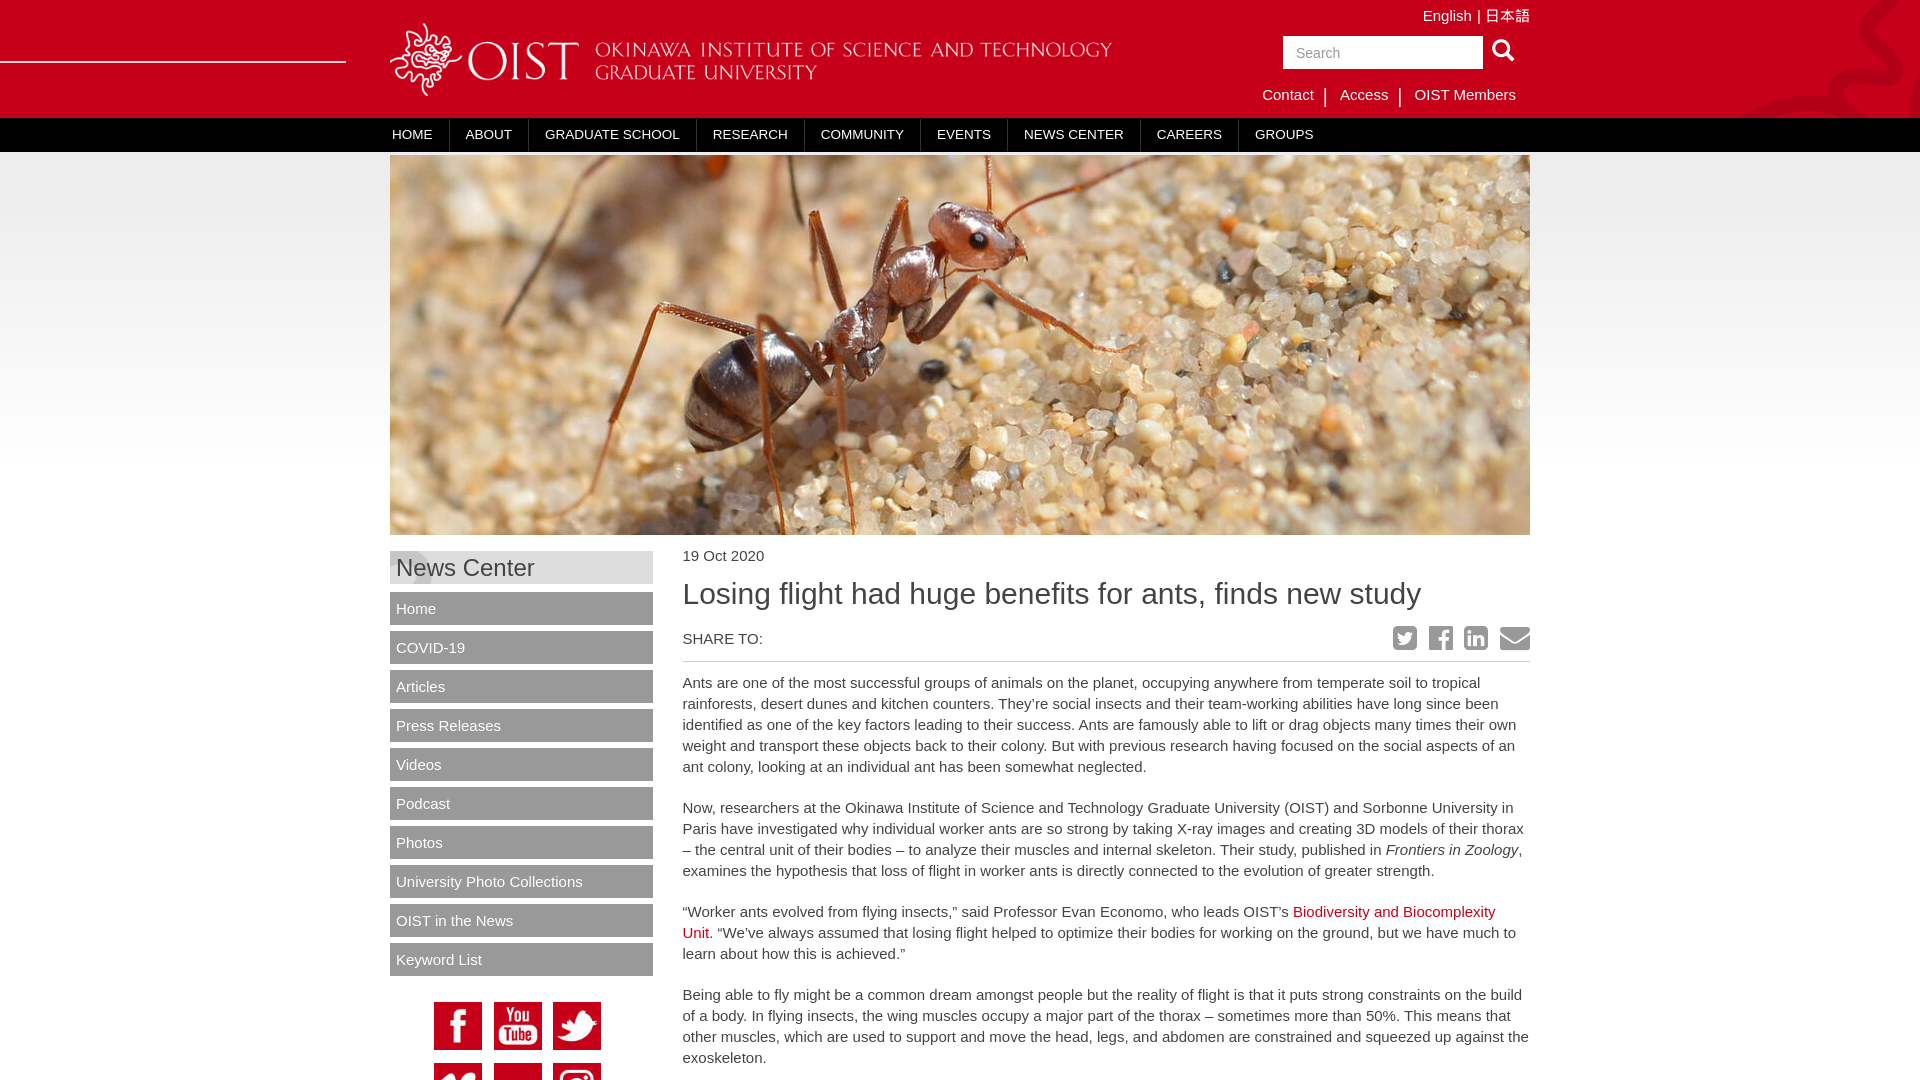 English | 日本語
OIST OKINAWA INSTITUTE OF SCIENCE AND TECHNOLOGY
GRADUATE UNIVERSITY
Search
Contact | Access | OIST Members
HOME ABOUT GRADUATE SCHOOL RESEARCH COMMUNITY EVENTS NEWS CENTER CAREERS GROUPS
News Center
Home
COVID-19
Articles
Press Releases
Videos
Podcast
Photos
University Photo Collections
OIST in the News
Keyword List
f
You
Tube
19 Oct 2020
Losing flight had huge benefits for ants, finds new study
SHARE TO:
Ants are one of the most successful groups of animals on the planet, occupying anywhere from temperate soil to tropical
rainforests, desert dunes and kitchen counters. They’re social insects and their team-working abilities have long since been
identified as one of the key factors leading to their success. Ants are famously able to lift or drag objects many times their own
weight and transport these objects back to their colony. But with previous research having focused on the social aspects of an
ant colony, looking at an individual ant has been somewhat neglected.
Now, researchers at the Okinawa Institute of Science and Technology Graduate University (OIST) and Sorbonne University in
Paris have investigated why individual worker ants are so strong by taking X-ray images and creating 3D models of their thorax
– the central unit of their bodies – to analyze their muscles and internal skeleton. Their study, published in Frontiers in Zoology,
examines the hypothesis that loss of flight in worker ants is directly connected to the evolution of greater strength.
“Worker ants evolved from flying insects,” said Professor Evan Economo, who leads OIST’s Biodiversity and Biocomplexity
Unit. “We’ve always assumed that losing flight helped to optimize their bodies for working on the ground, but we have much to
learn about how this is achieved.”
Being able to fly might be a common dream amongst people but the reality of flight is that it puts strong constraints on the build
of a body. In flying insects, the wing muscles occupy a major part of the thorax – sometimes more than 50%. This means that
other muscles, which are used to support and move the head, legs, and abdomen are constrained and squeezed up against the
exoskeleton.